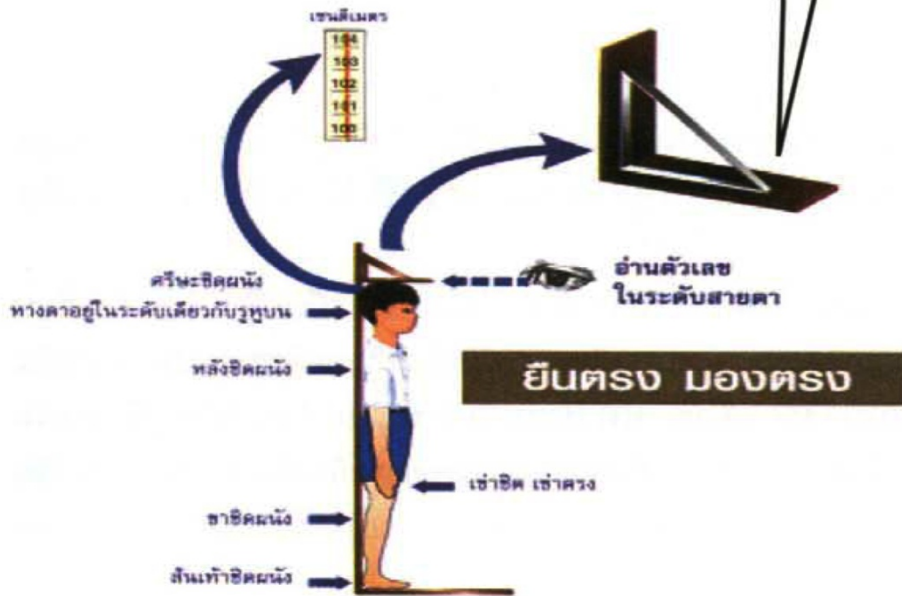 เซนติเมตร
104
103
102
101
100
ศรีษะชิดผนัง
หางตาอยู่ในระดับเดียวกับรูหูบน
อ่านตัวเลข
ในระดับสายตา
หลังชิดผนัง
ยืนตรง มองตรง
เข่าชิด เข่าตรง
ขาชิดผนัง
ส้นเท้าชิดผนัง